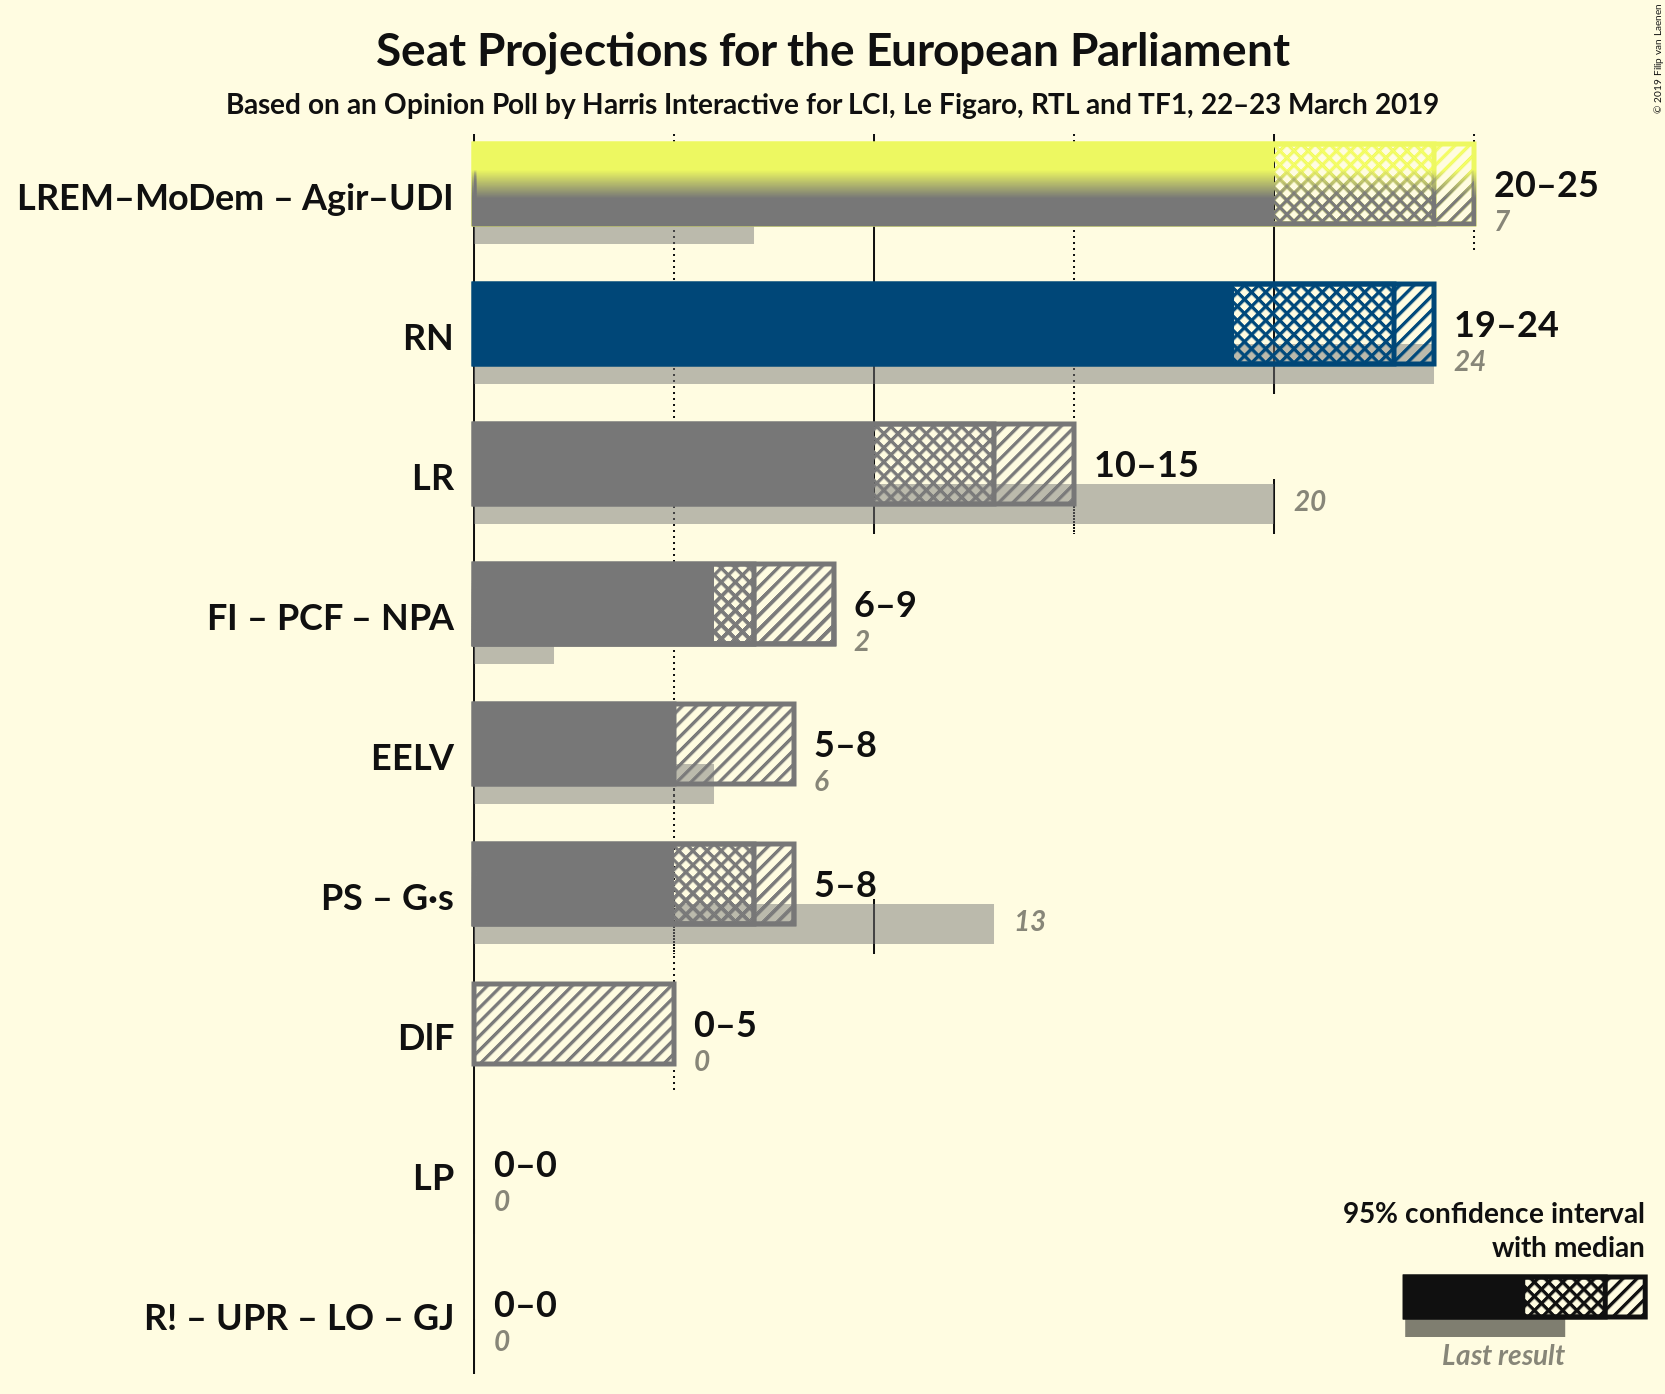 Seat Projections for the European Parliament
Based on an Opinion Poll by Harris Interactive for LCI, Le Figaro, RTL and TF1, 22–23 March 2019
© 2019 Filip van Laenen
LREM–MoDem – Agir–UDI
20–25
7
RN
19–24
24
LR
10–15
20
FI – PCF – NPA
6–9
2
EELV
5–8
6
PS – G·s
5–8
13
DlF
0–5
0
LP
0–0
0
R! – UPR – LO – GJ
0–0
0
95% confidence interval
with median
Last result